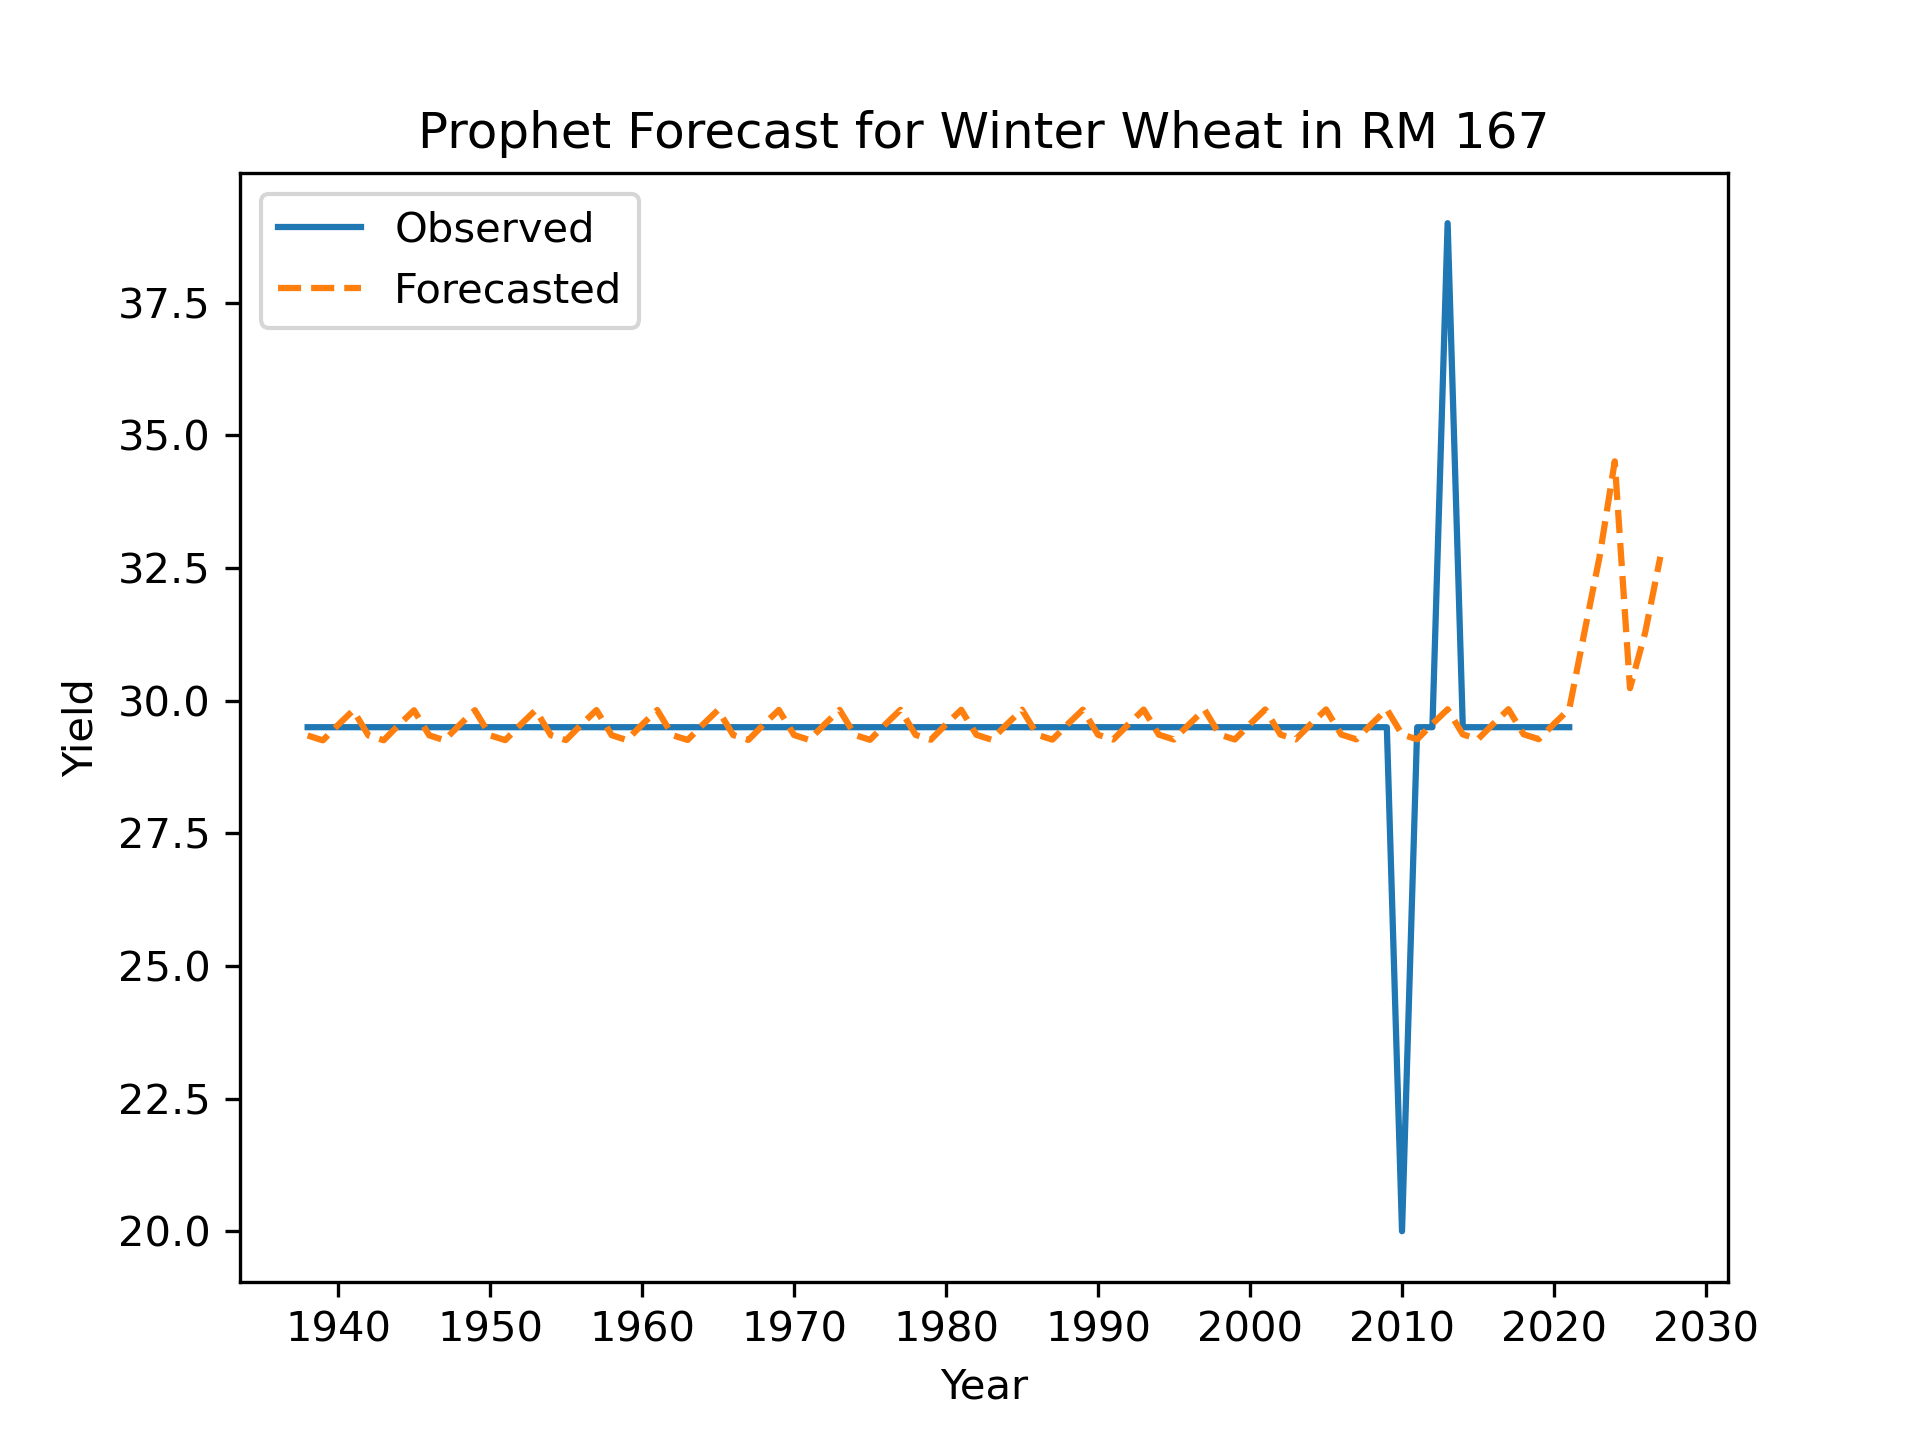 Prophet Forecast for Winter Wheat in RM 167
Observed
Forecasted
37.5
35.0
32.5
30.0
27.5
25.0
22.5
20.0
Yield
1940 1950 1960 1970 1980 1990 2000 2010 2020 2030
Year